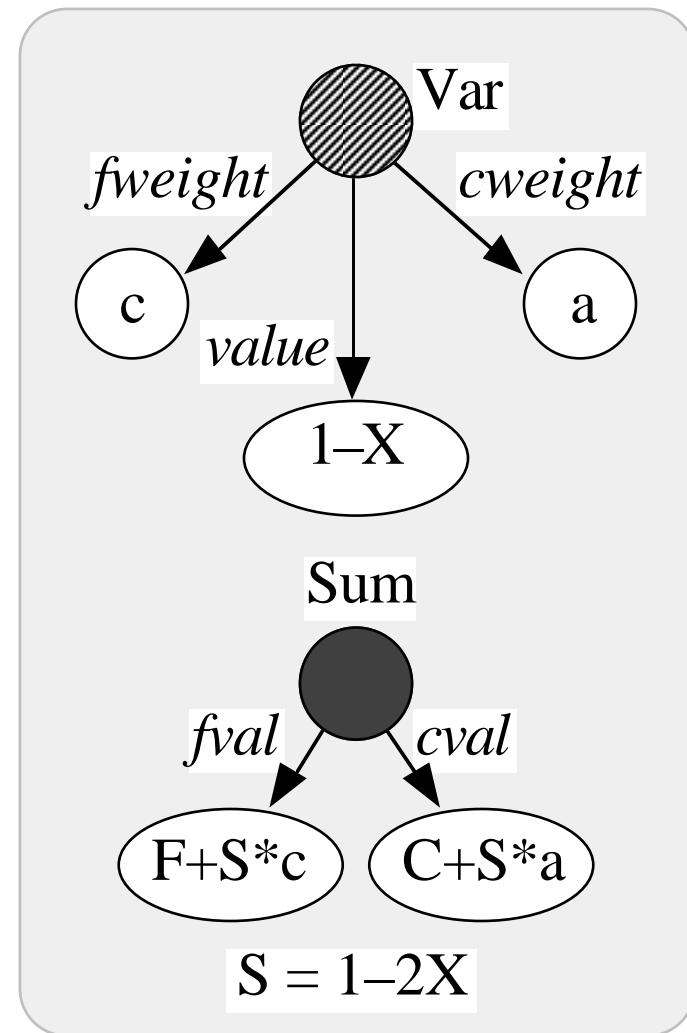 Var
fweight
cweight
c
a
value
1–X
Sum
fval
cval
F+S*c
C+S*a
S = 1–2X